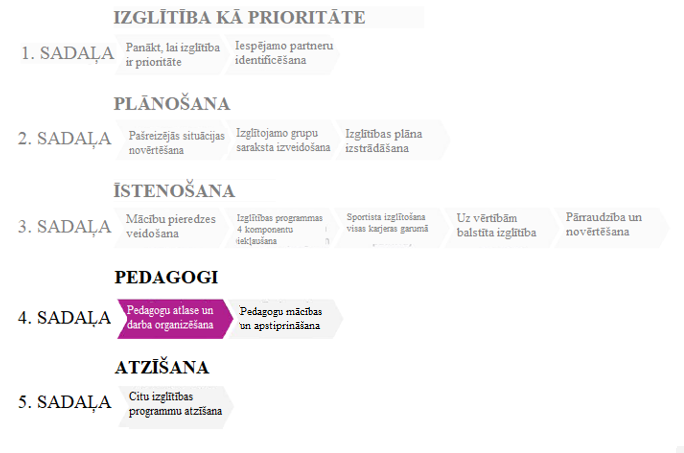 IZGLĪTĪBA KĀ PRIORITĀTE
1. SADAĻA
Panākt, lai izglītība
ir prioritāte
Iespējamo partneru
identificēšana
PLĀNOŠANA
2. SADAĻA
Pašreizējās situācijas
novērtēšana
Izglītojamo grupu
saraksta izveidošana
Izglītības plāna
izstrādāšana
ĪSTENOŠANA
3. SADAĻA
Mācību pieredzes
veidošana
Izglītības programmas
4 komponentu
iekļaušana
Sportista izglītošana
visas karjeras garumā
Uz vērtībām
balstīta izglītība
Pārraudzība un
novērtēšana
PEDAGOGI
4. SADAĻA
Pedagogu atlase un
darba organizēšana
Pedagogu mācības
un apstiprināšana
ATZĪŠANA
5. SADAĻA
Citu izglītības
programmu atzīšana